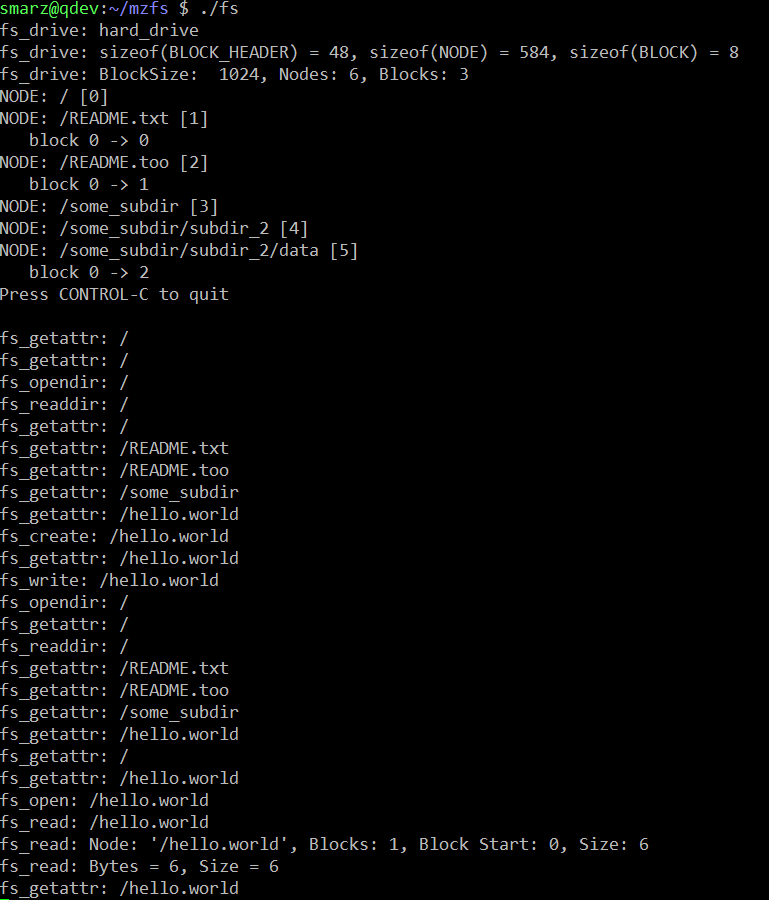 smarz@qdev:~/mzfs $ ./fs
fs_drive: hard_drive
fs_drive: sizeof(BLOCK_HEADER) = 48, sizeof(NODE) = 584, sizeof(BLOCK) = 8
fs_drive: BlockSize:  1024, Nodes: 6, Blocks: 3
NODE: / [0]
NODE: /README.txt [1]
   block 0 -> 0
NODE: /README.too [2]
   block 0 -> 1
NODE: /some_subdir [3]
NODE: /some_subdir/subdir_2 [4]
NODE: /some_subdir/subdir_2/data [5]
   block 0 -> 2
Press CONTROL-C to quit

fs_getattr: /
fs_getattr: /
fs_opendir: /
fs_readdir: /
fs_getattr: /
fs_getattr: /README.txt
fs_getattr: /README.too
fs_getattr: /some_subdir
fs_getattr: /hello.world
fs_create: /hello.world
fs_getattr: /hello.world
fs_write: /hello.world
fs_opendir: /
fs_getattr: /
fs_readdir: /
fs_getattr: /README.txt
fs_getattr: /README.too
fs_getattr: /some_subdir
fs_getattr: /hello.world
fs_getattr: /
fs_getattr: /hello.world
fs_open: /hello.world
fs_read: /hello.world
fs_read: Node: '/hello.world', Blocks: 1, Block Start: 0, Size: 6
fs_read: Bytes = 6, Size = 6
fs_getattr: /hello.world